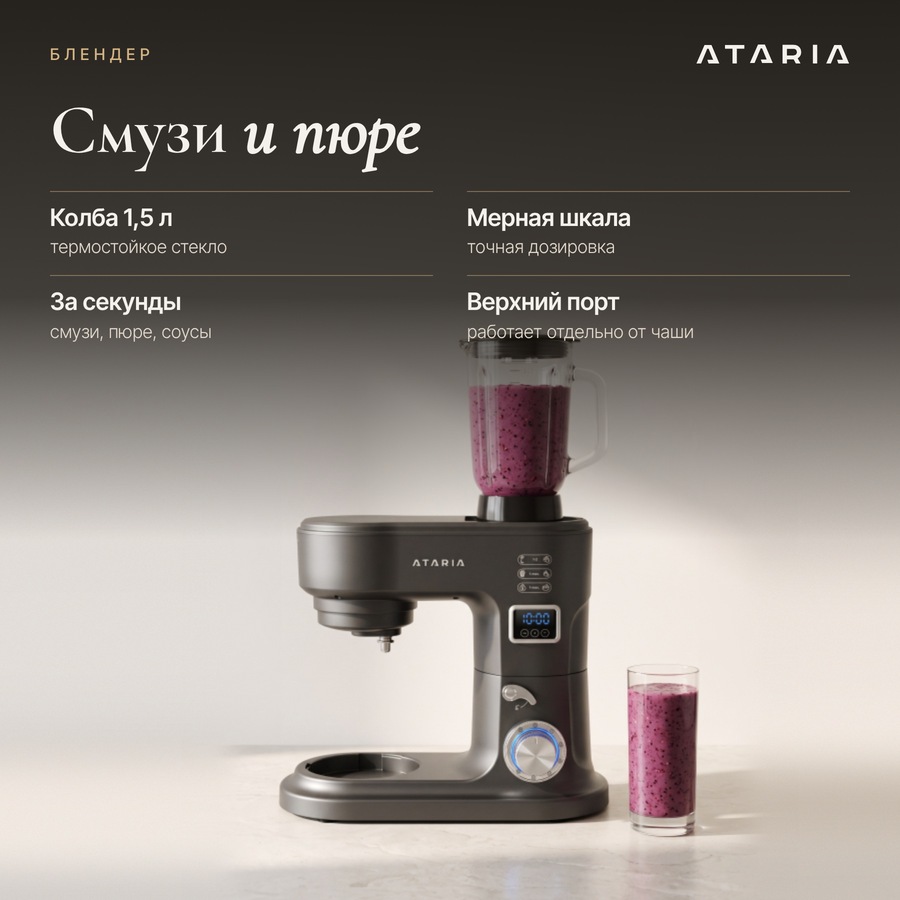 БЛЕНДЕР
ATARIA
Смузи и пюре
Колба 1,5 л
термостойкое стекло
Мерная шкала
точная дозировка
За секунды
смузи, пюре, соусы
Верхний порт
работает отдельно от чаши
ATARIA
10:00